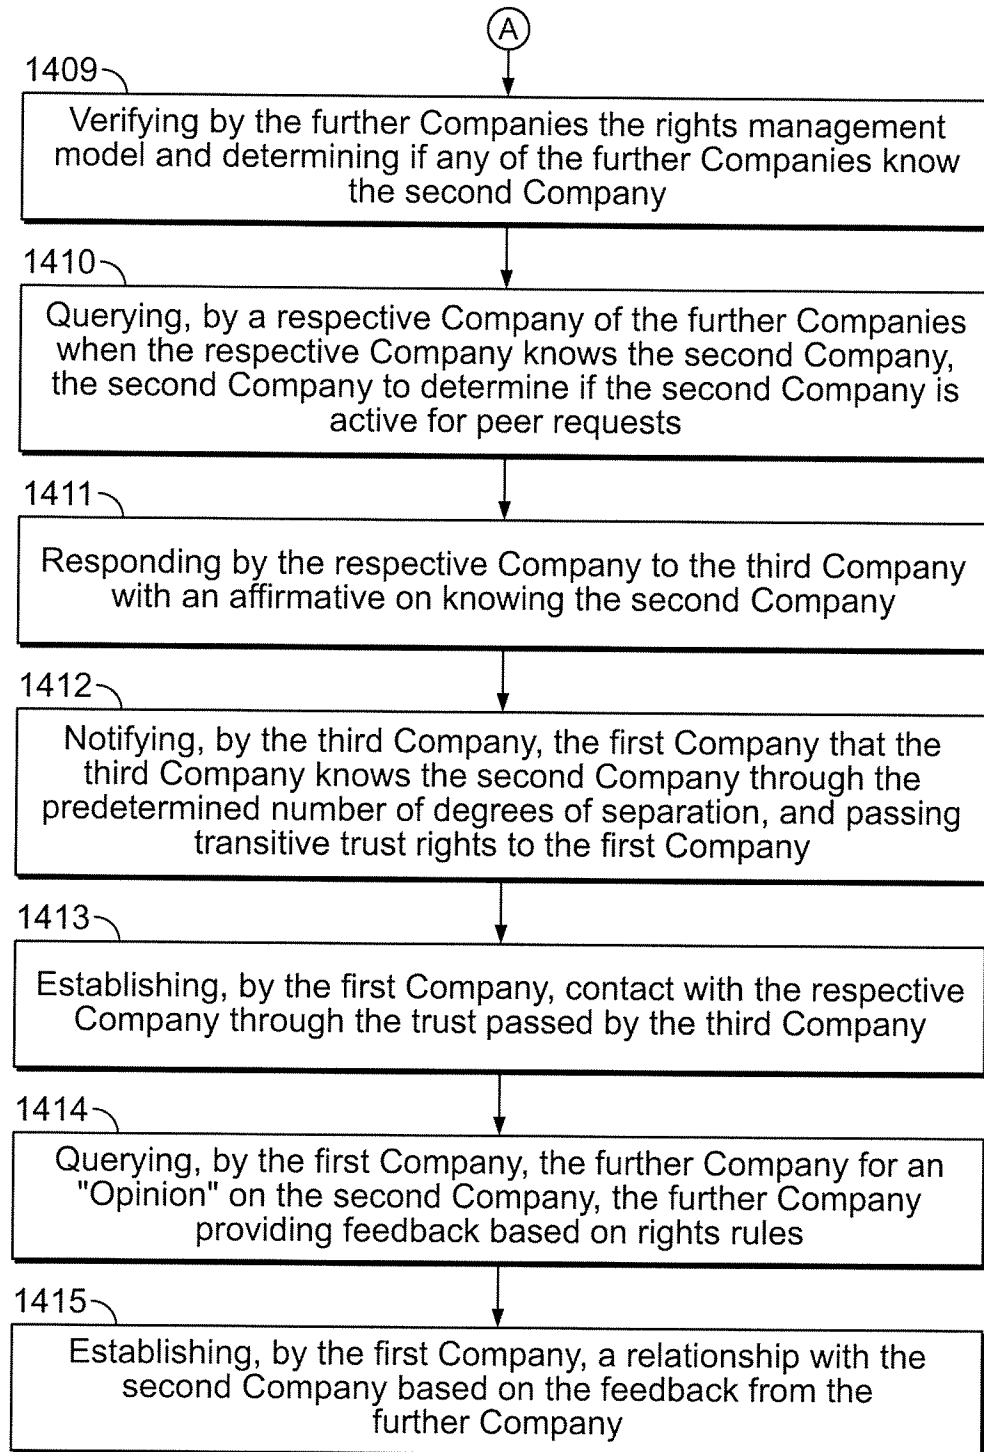 A
1409
Verifying by the further Companies the rights management
model and determining if any of the further Companies know
the second Company
1410
Querying, by a respective Company of the further Companies
when the respective Company knows the second Company,
the second Company to determine if the second Company is
active for peer requests
1411
Responding by the respective Company to the third Company
with an affirmative on knowing the second Company
1412
Notifying, by the third Company, the first Company that the
third Company knows the second Company through the
predetermined number of degrees of separation, and passing
transitive trust rights to the first Company
1413
Establishing, by the first Company, contact with the respective
Company through the trust passed by the third Company
1414
Querying, by the first Company, the further Company for an
"Opinion" on the second Company, the further Company
providing feedback based on rights rules
1415
Establishing, by the first Company, a relationship with the
second Company based on the feedback from the
further Company